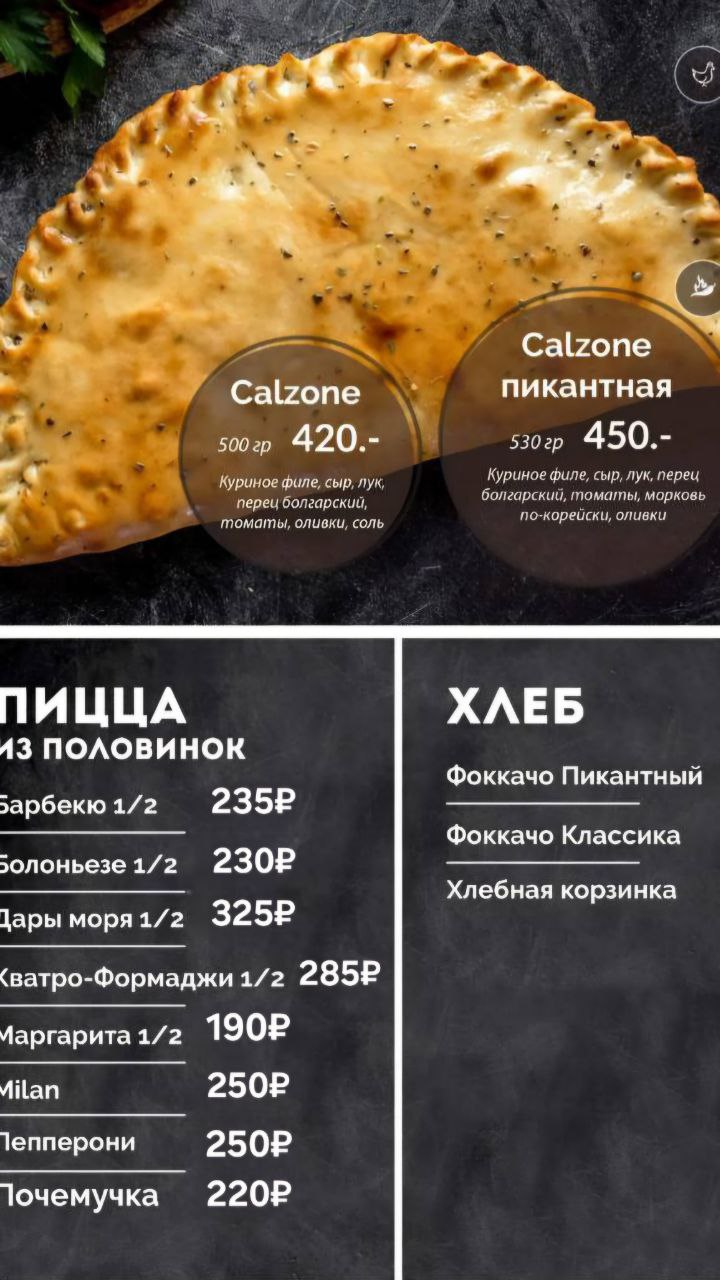 Calzone
500 гр 420.-
Куриное филе, сыр, лук,
перец болгарский,
томаты, оливки, соль
Calzone
пикантная
530 гр 450.-
Куриное филе, сыр, лук, перец
болгарский, томаты, морковь
по-корейски, оливки
ПИЦЦА
ИЗ ПОЛОВИНОК
Барбекю 1/2 235₽
Болоньезе 1/2 230₽
Дары моря 1/2 325₽
Кватро-Формаджи 1/2 285₽
Маргарита 1/2 190₽
Milan 250₽
Пепперони 250₽
Почемучка 220₽
ХЛЕБ
Фоккачо Пикантный
Фоккачо Классика
Хлебная корзинка